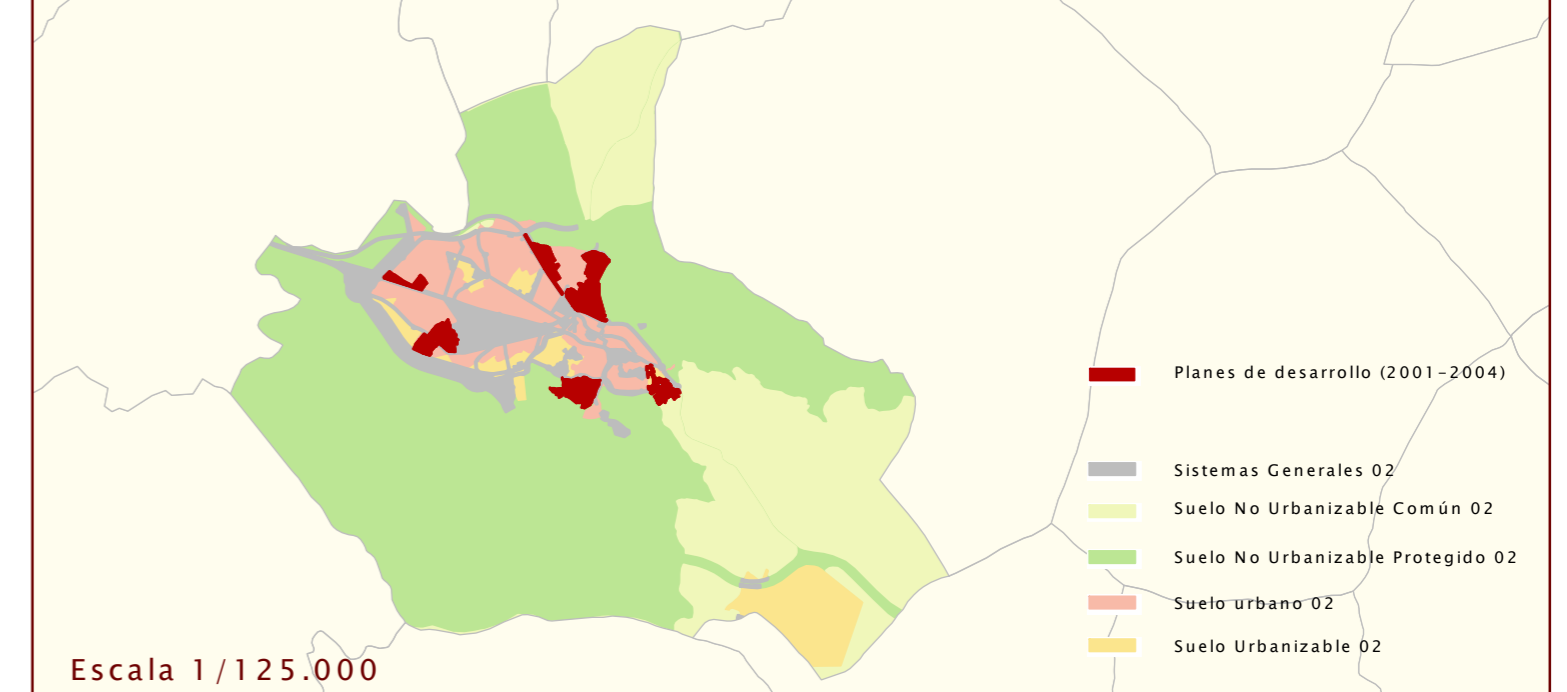 Planes de desarrollo (2001-2004)
Sistemas Generales 02
Suelo No Urbanizable Común 02
Suelo No Urbanizable Protegido 02
Suelo urbano 02
Suelo Urbanizable 02
Escala 1/125.000